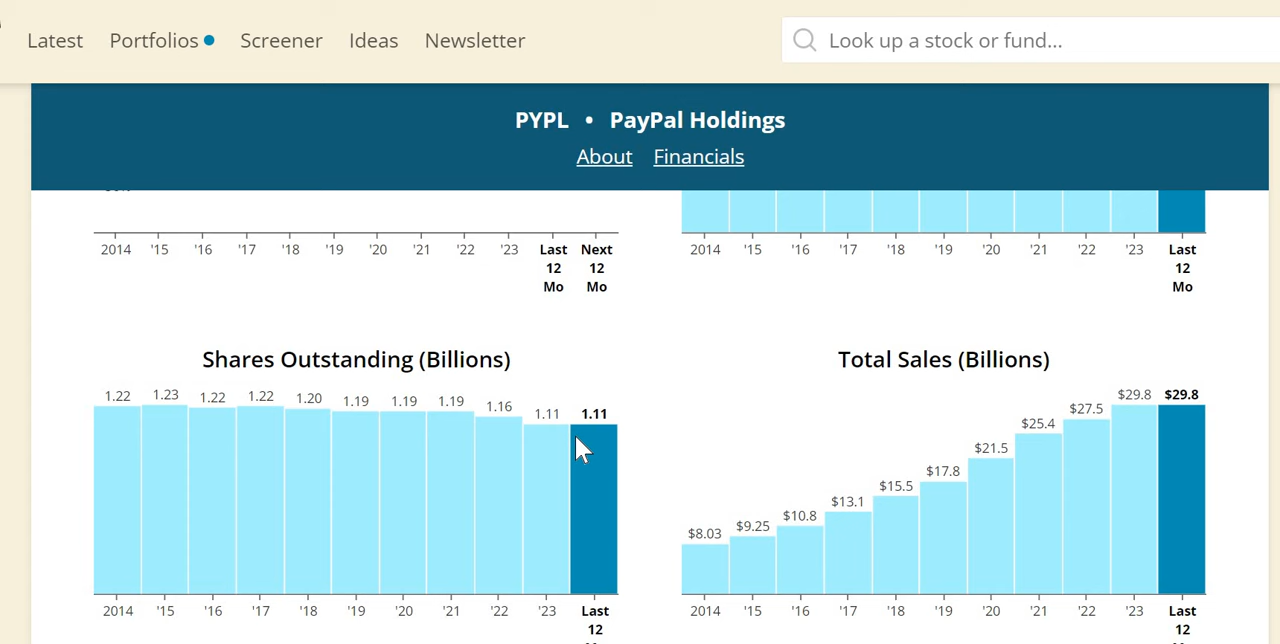 Latest Portfolios Screener Ideas Newsletter
Look up a stock or fund...
PYPL • PayPal Holdings
About Financials
2014 '15 '16 '17 '18 '19 '20 '21 '22 '23 Last 12 Mo Next 12 Mo
2014 '15 '16 '17 '18 '19 '20 '21 '22 '23 Last 12 Mo
Shares Outstanding (Billions)
1.22 1.23 1.22 1.22 1.20 1.19 1.19 1.19 1.16 1.11 1.11
2014 '15 '16 '17 '18 '19 '20 '21 '22 '23 Last 12
Total Sales (Billions)
$8.03 $9.25 $10.8 $13.1 $15.5 $17.8 $21.5 $25.4 $27.5 $29.8 $29.8
2014 '15 '16 '17 '18 '19 '20 '21 '22 '23 Last 12